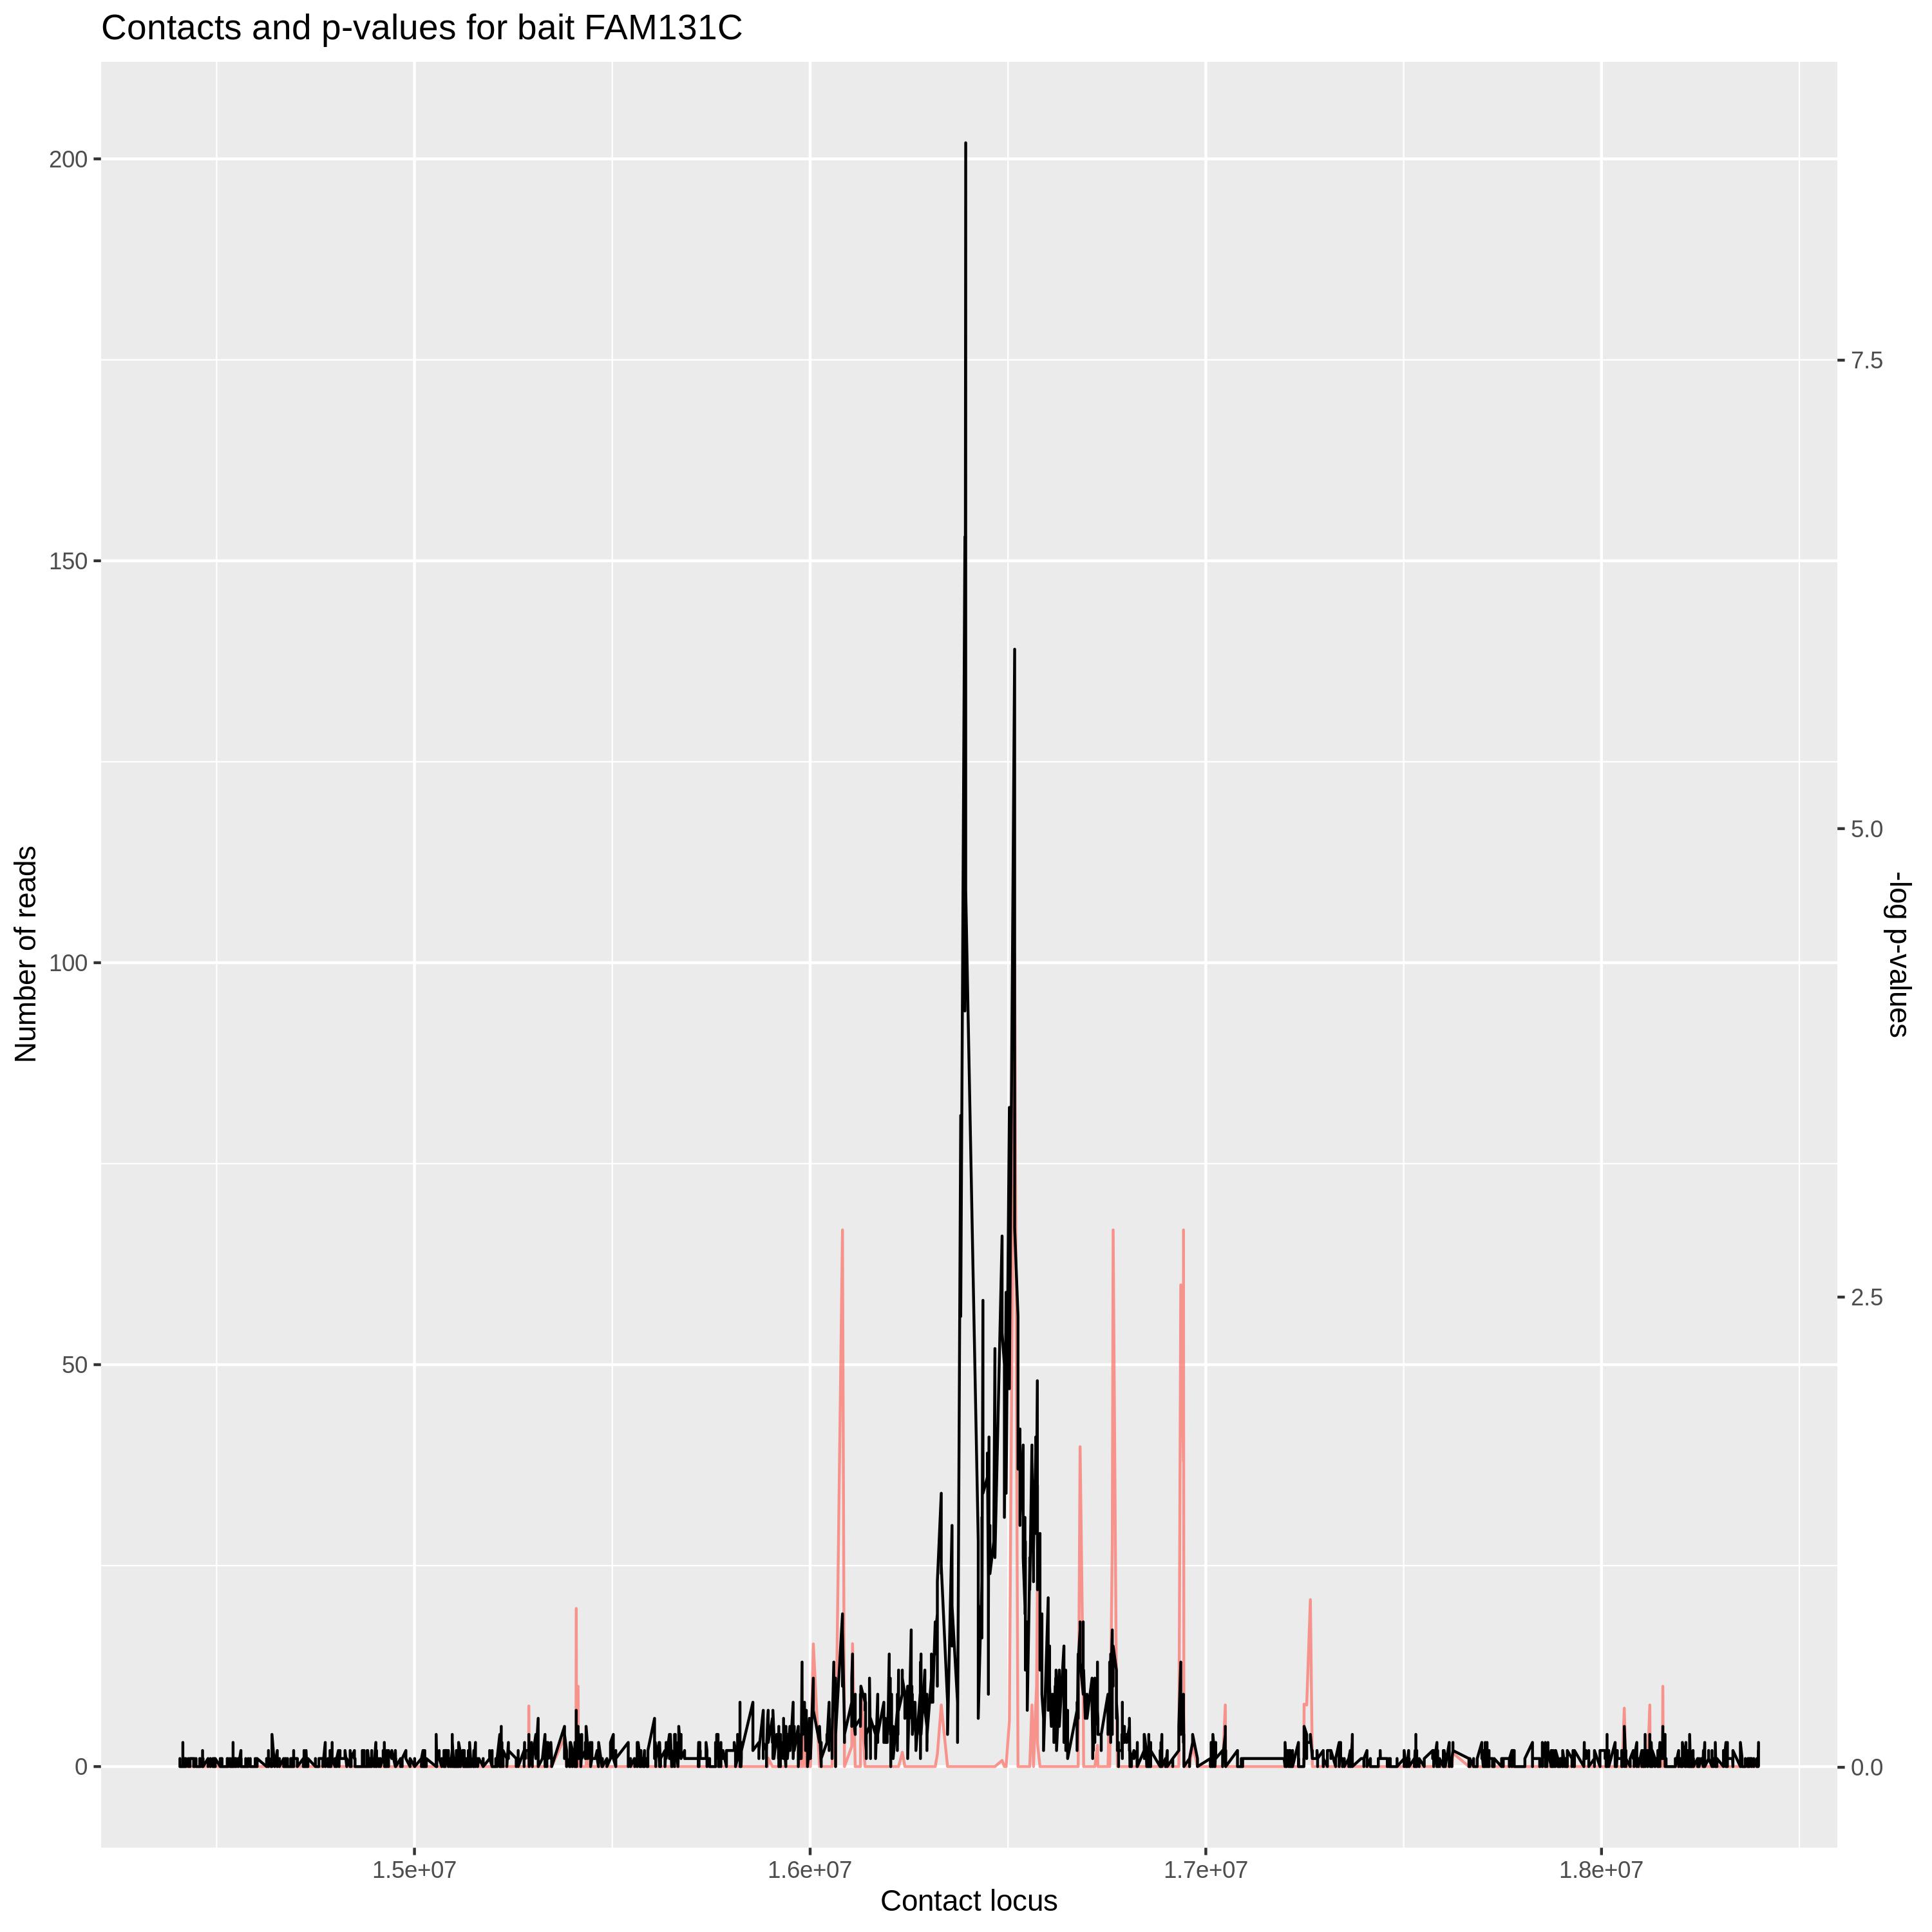 Contacts and p-values for bait FAM131C
200
150
100
50
0
Number of reads
7.5
5.0
2.5
0.0
-log p-values
1.5e+07
1.6e+07
1.7e+07
1.8e+07
Contact locus